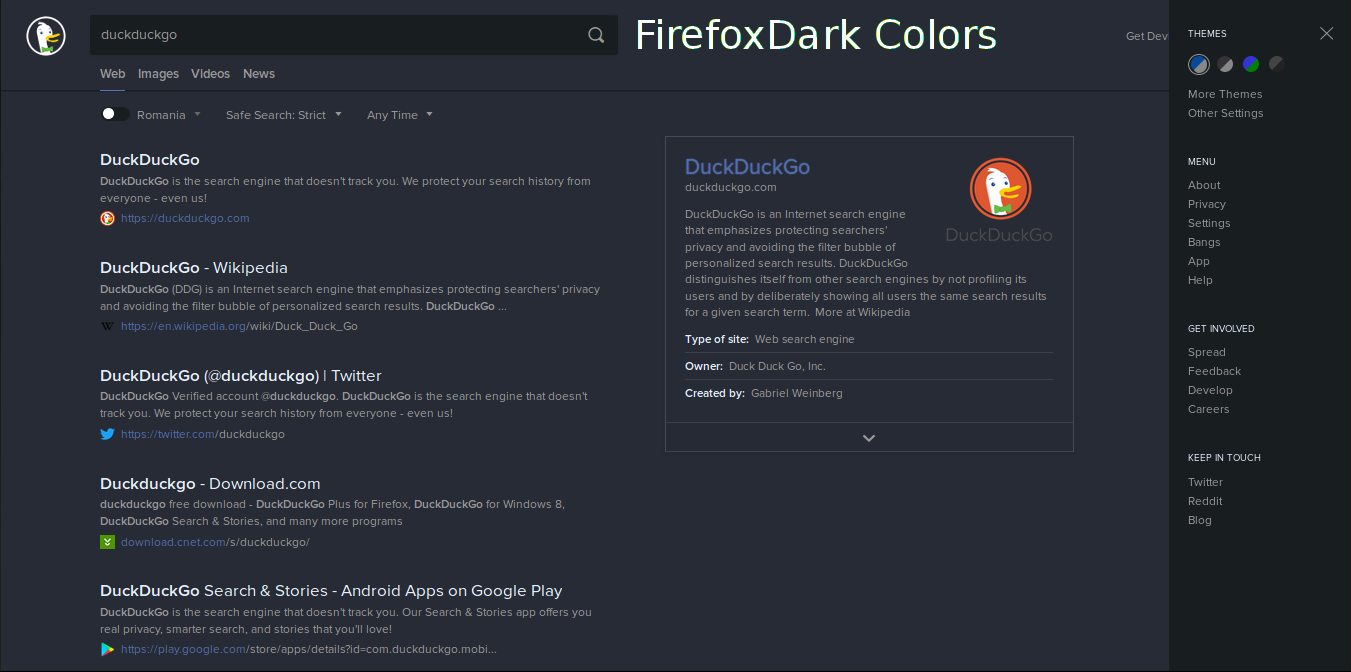 duckduckgo
FirefoxDark Colors
Get Dev
Web Images Videos News
Romania Safe Search: Strict Any Time
DuckDuckGo
DuckDuckGo is the search engine that doesn't track you. We protect your search history from
everyone - even us!
https://duckduckgo.com
DuckDuckGo - Wikipedia
DuckDuckGo (DDG) is an Internet search engine that emphasizes protecting searchers' privacy
and avoiding the filter bubble of personalized search results. DuckDuckGo ...
W https://en.wikipedia.org/wiki/Duck_Duck_Go
DuckDuckGo (@duckduckgo) | Twitter
DuckDuckGo Verified account @duckduckgo. DuckDuckGo is the search engine that doesn't
track you. We protect your search history from everyone - even us!
https://twitter.com/duckduckgo
Duckduckgo - Download.com
duckduckgo free download - DuckDuckGo Plus for Firefox, DuckDuckGo for Windows 8,
DuckDuckGo Search & Stories, and many more programs
download.cnet.com/s/duckduckgo/
DuckDuckGo Search & Stories - Android Apps on Google Play
DuckDuckGo is the search engine that doesn't track you. Our Search & Stories app offers you
real privacy, smarter search, and stories that you'll love!
https://play.google.com/store/apps/details?id=com.duckduckgo.mobi...
DuckDuckGo
duckduckgo.com
DuckDuckGo is an Internet search engine
that emphasizes protecting searchers'
privacy and avoiding the filter bubble of
personalized search results. DuckDuckGo
distinguishes itself from other search engines by not profiling its
users and by deliberately showing all users the same search results
for a given search term. More at Wikipedia
DuckDuckGo
Type of site: Web search engine
Owner: Duck Duck Go, Inc.
Created by: Gabriel Weinberg
THEMES
More Themes
Other Settings
MENU
About
Privacy
Settings
Bangs
App
Help
GET INVOLVED
Spread
Feedback
Develop
Careers
KEEP IN TOUCH
Twitter
Reddit
Blog